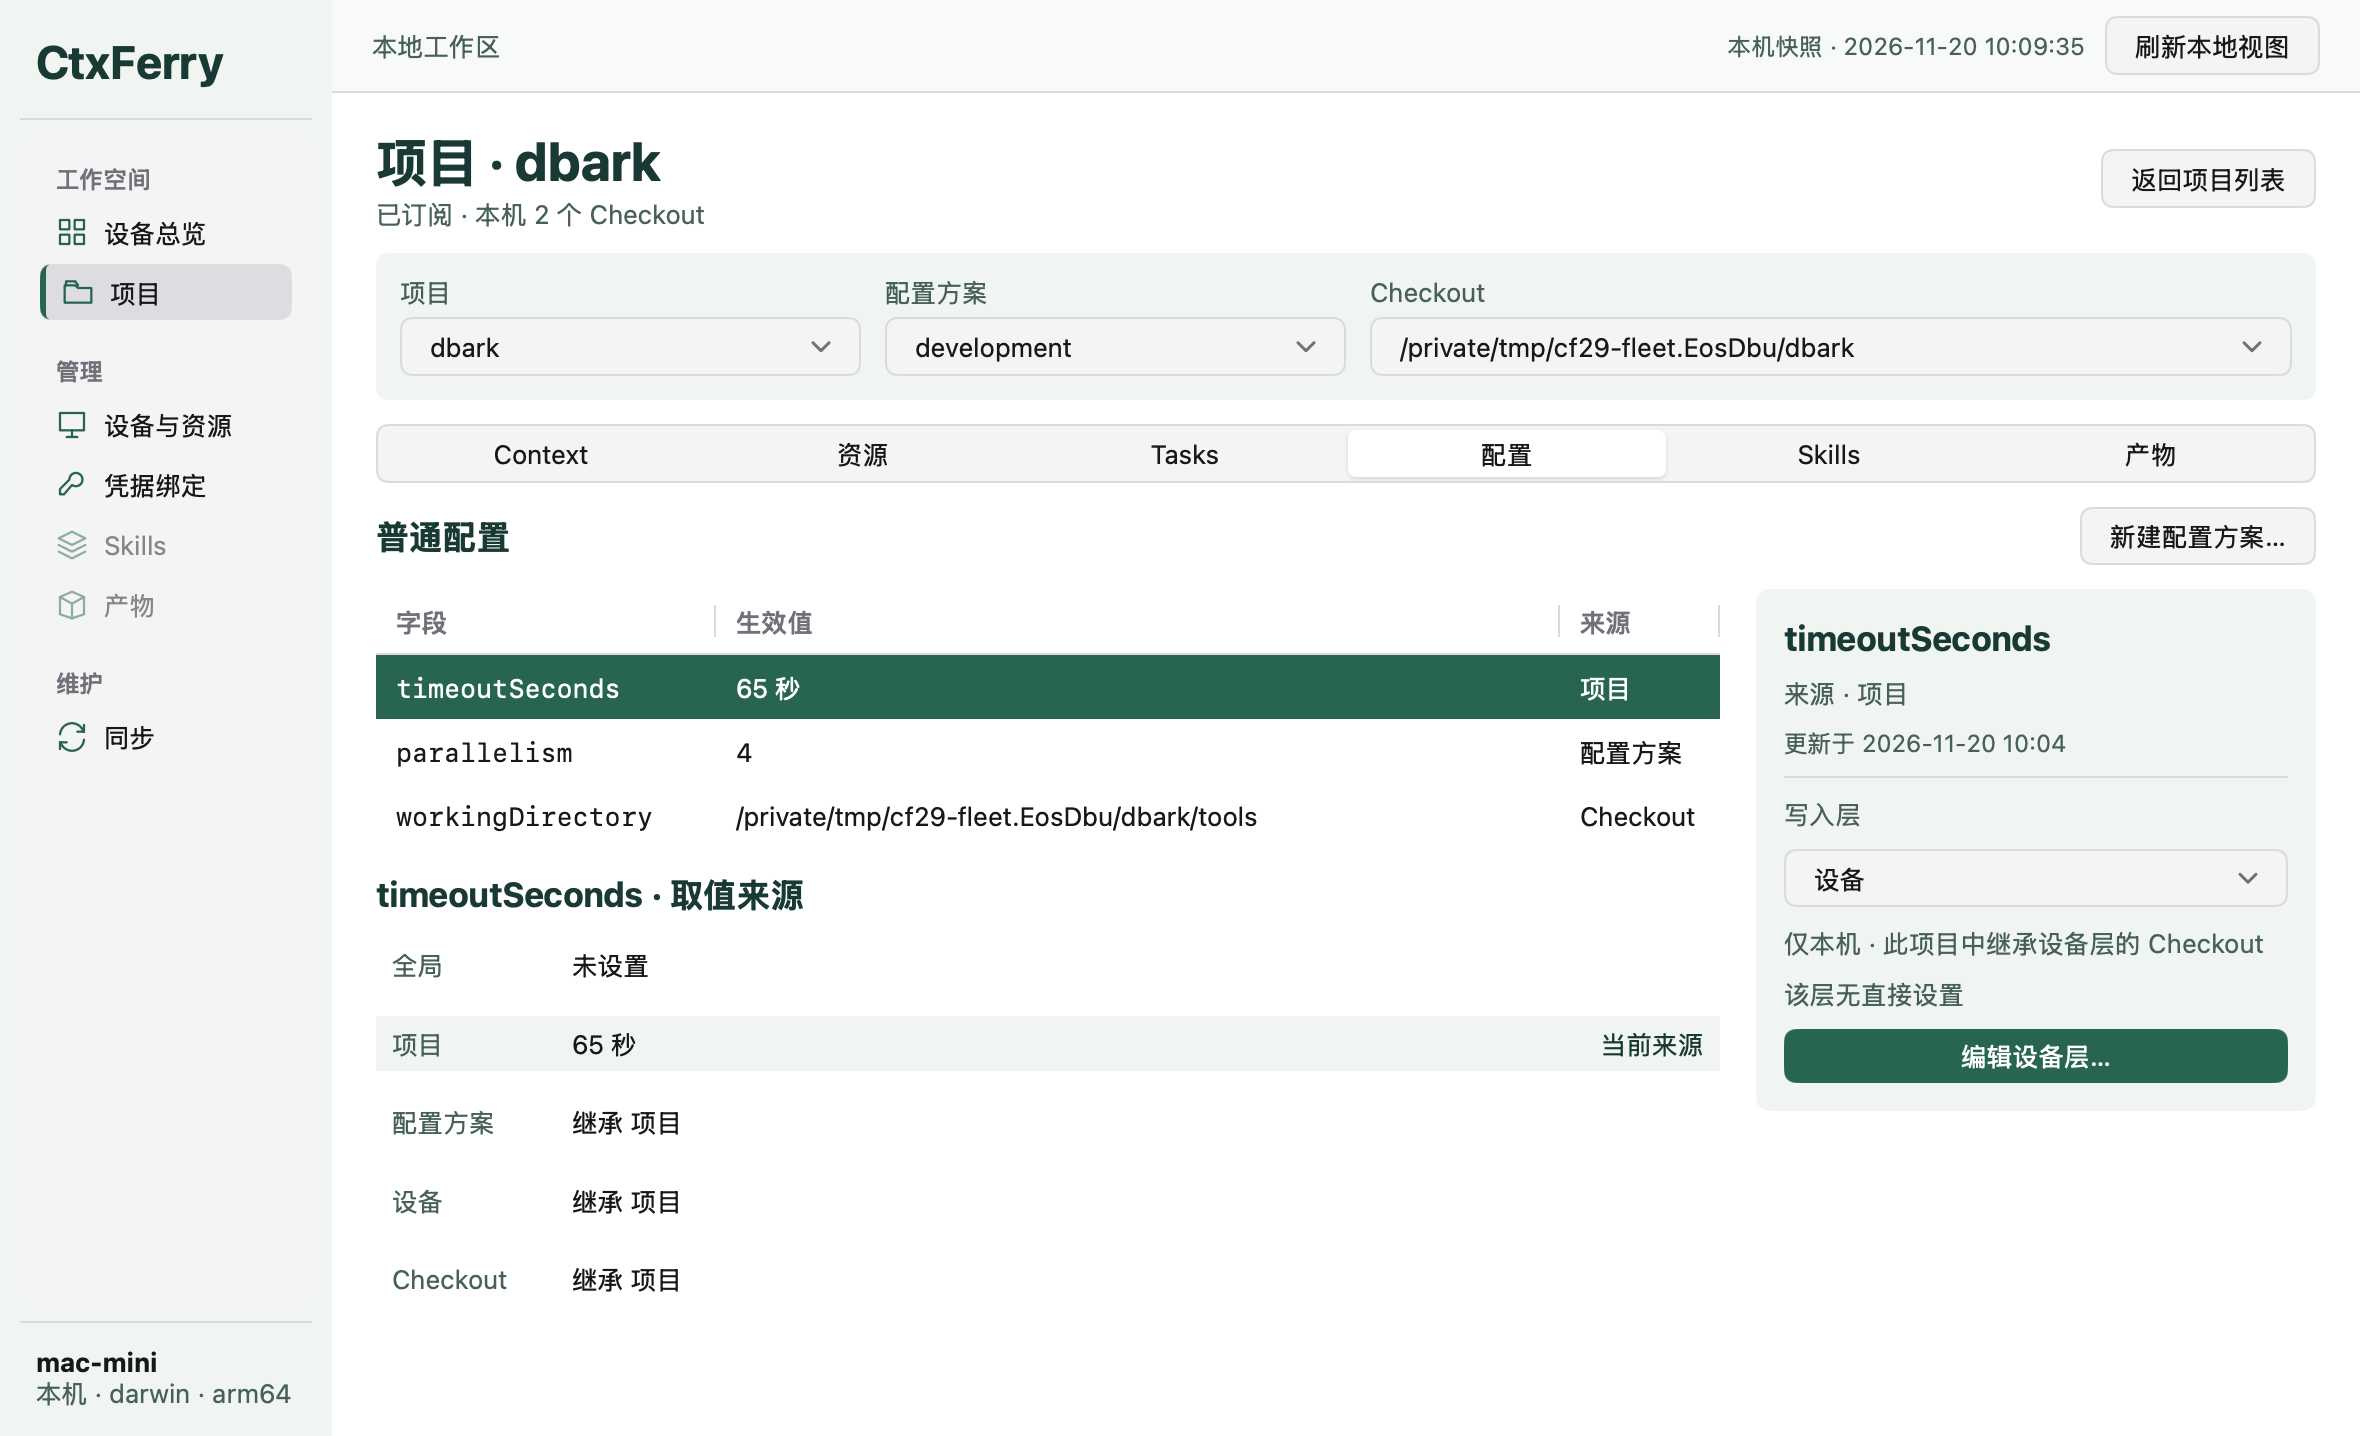 CtxFerry
工作空间
设备总览
项目
管理
设备与资源
凭据绑定
Skills
产物
维护
同步
mac-mini
本机 · darwin · arm64
本地工作区
本机快照 · 2026-11-20 10:09:35
刷新本地视图
项目 · dbark
已订阅 · 本机 2 个 Checkout
返回项目列表
项目
配置方案
Checkout
dbark
development
/private/tmp/cf29-fleet.EosDbu/dbark
Context
资源
Tasks
配置
Skills
产物
普通配置
新建配置方案...
字段 生效值 来源
timeoutSeconds 65 秒 项目
parallelism 4 配置方案
workingDirectory /private/tmp/cf29-fleet.EosDbu/dbark/tools Checkout
timeoutSeconds · 取值来源
全局 未设置
项目 65 秒 当前来源
配置方案 继承 项目
设备 继承 项目
Checkout 继承 项目
timeoutSeconds
来源 · 项目
更新于 2026-11-20 10:04
写入层
设备
仅本机 · 此项目中继承设备层的 Checkout
该层无直接设置
编辑设备层...